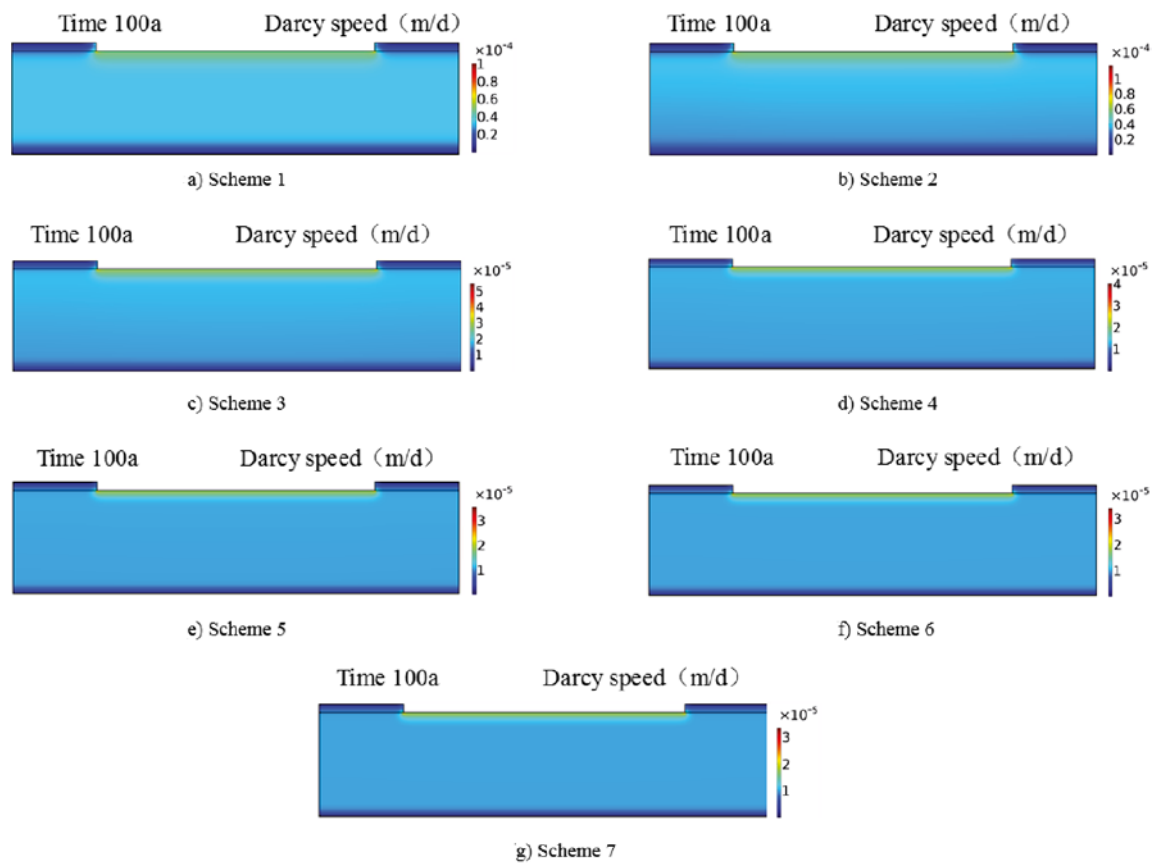 Time 100a Darcy speed（m/d）
×10⁻⁴
1
0.8
0.6
0.4
0.2
a) Scheme 1
Time 100a Darcy speed（m/d）
×10⁻⁴
1
0.8
0.6
0.4
0.2
b) Scheme 2
Time 100a Darcy speed（m/d）
×10⁻⁵
5
4
3
2
1
c) Scheme 3
Time 100a Darcy speed（m/d）
×10⁻⁵
4
3
2
1
d) Scheme 4
Time 100a Darcy speed（m/d）
×10⁻⁵
3
2
1
e) Scheme 5
Time 100a Darcy speed（m/d）
×10⁻⁵
3
2
1
f) Scheme 6
Time 100a Darcy speed（m/d）
×10⁻⁵
3
2
1
g) Scheme 7